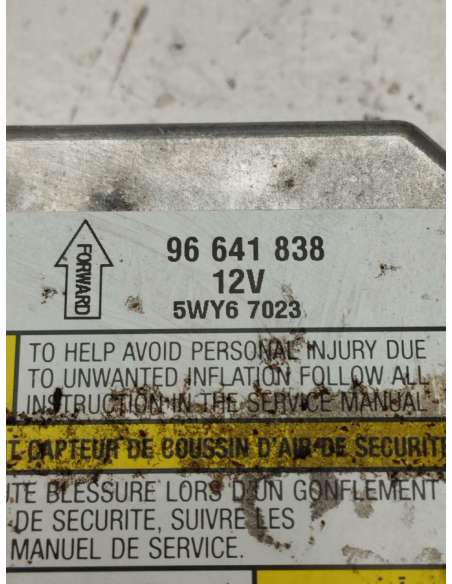 FORWARD
96 641 838
12V
5WY6 7023
TO HELP AVOID PERSONAL INJURY DUE
TO UNWANTED INFLATION FOLLOW ALL
INSTRUCTION IN THE SERVICE MANUAL
T CAPTEUR DE COUSSIN D'AIR DE SECURITE
TE BLESSURE LORS D'UN GONFLEMENT
DE SECURITE, SUIVRE LES
MANUEL DE SERVICE.